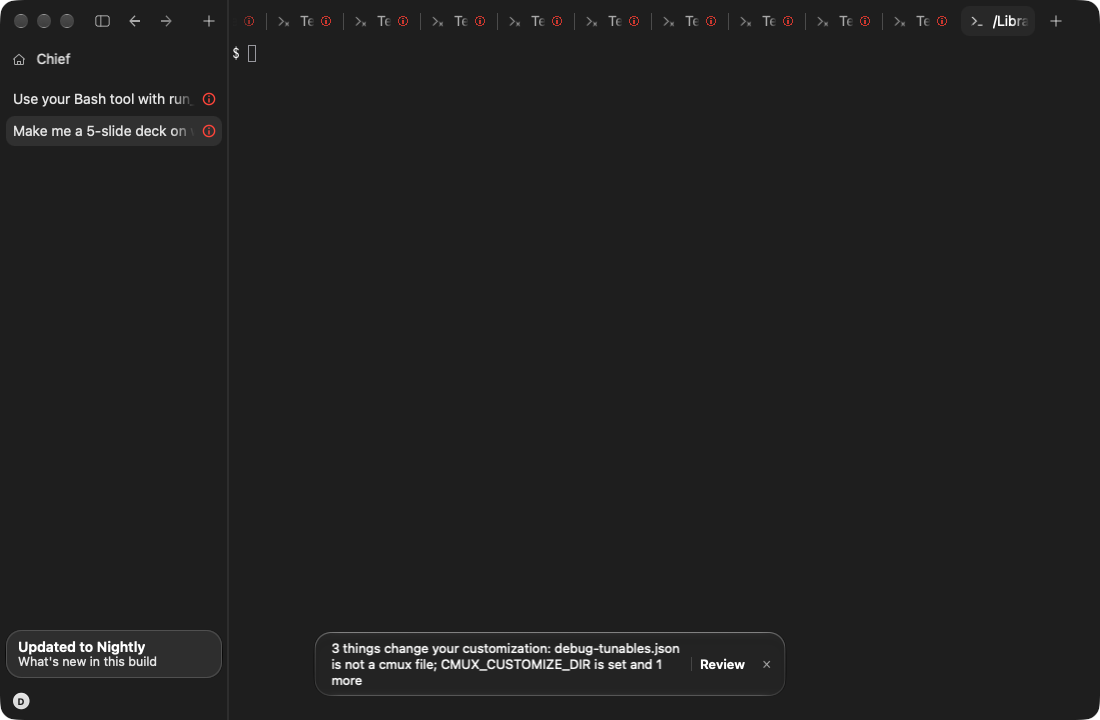 Te Te Te Te Te Te Te Te Te /Libra
Chief
Use your Bash tool with run_
Make me a 5-slide deck on
$
Updated to Nightly
What's new in this build
3 things change your customization: debug-tunables.json
is not a cmux file; CMUX_CUSTOMIZE_DIR is set and 1
more
Review
D